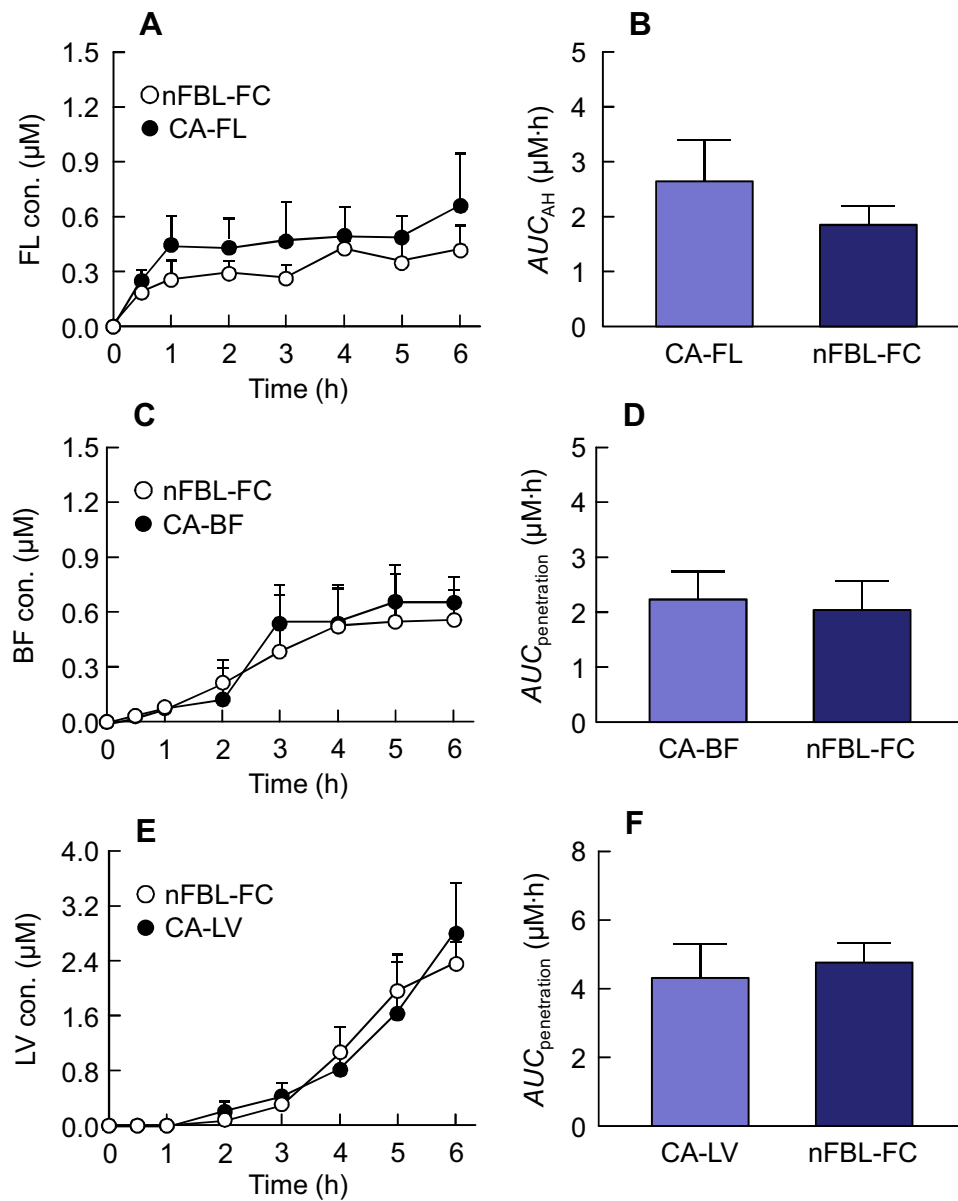 A
1.5
1.2
0.9
0.6
0.3
0.0
FL con. (μM)
nFBL-FC
CA-FL
0 1 2 3 4 5 6
Time (h)
B
5
4
3
2
1
0
AUC_AH (μM·h)
CA-FL nFBL-FC
C
1.5
1.2
0.9
0.6
0.3
0.0
BF con. (μM)
nFBL-FC
CA-BF
0 1 2 3 4 5 6
Time (h)
D
5
4
3
2
1
0
AUC_penetration (μM·h)
CA-BF nFBL-FC
E
4.0
3.2
2.4
1.6
0.8
0.0
LV con. (μM)
nFBL-FC
CA-LV
0 1 2 3 4 5 6
Time (h)
F
8
6
4
2
0
AUC_penetration (μM·h)
CA-LV nFBL-FC